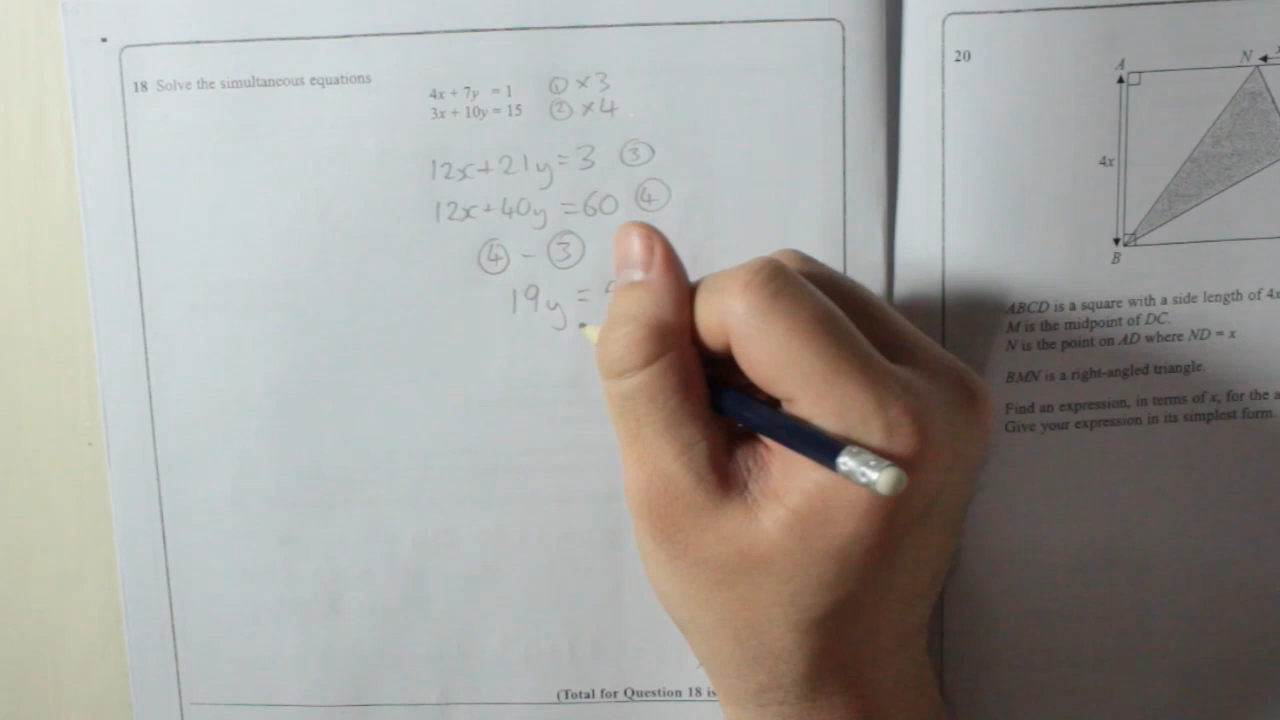 18 Solve the simultaneous equations
4x + 7y = 1 ① ×3
3x + 10y = 15 ② ×4
12x+21y=3 ③
12x+40y=60 ④
④ - ③
19y =
(Total for Question 18 is
20
A
N
4x
B
ABCD is a square with a side length of 4x
M is the midpoint of DC.
N is the point on AD where ND = x
BMN is a right-angled triangle.
Find an expression, in terms of x, for the a
Give your expression in its simplest form.